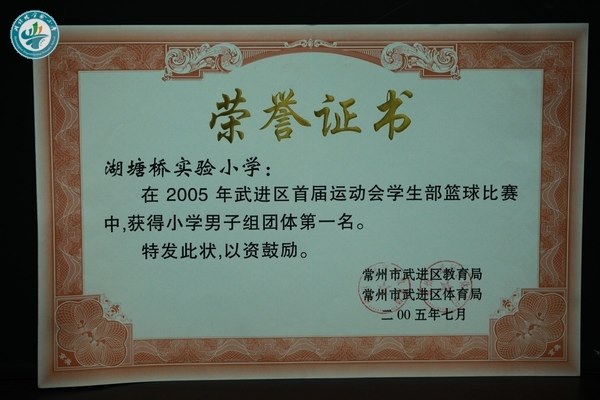 荣誉证书
湖塘桥实验小学:
在 2005 年武进区首届运动会学生部篮球比赛
中,获得小学男子组团体第一名。
特发此状,以资鼓励。
常州市武进区教育局
常州市武进区体育局
二00五年七月